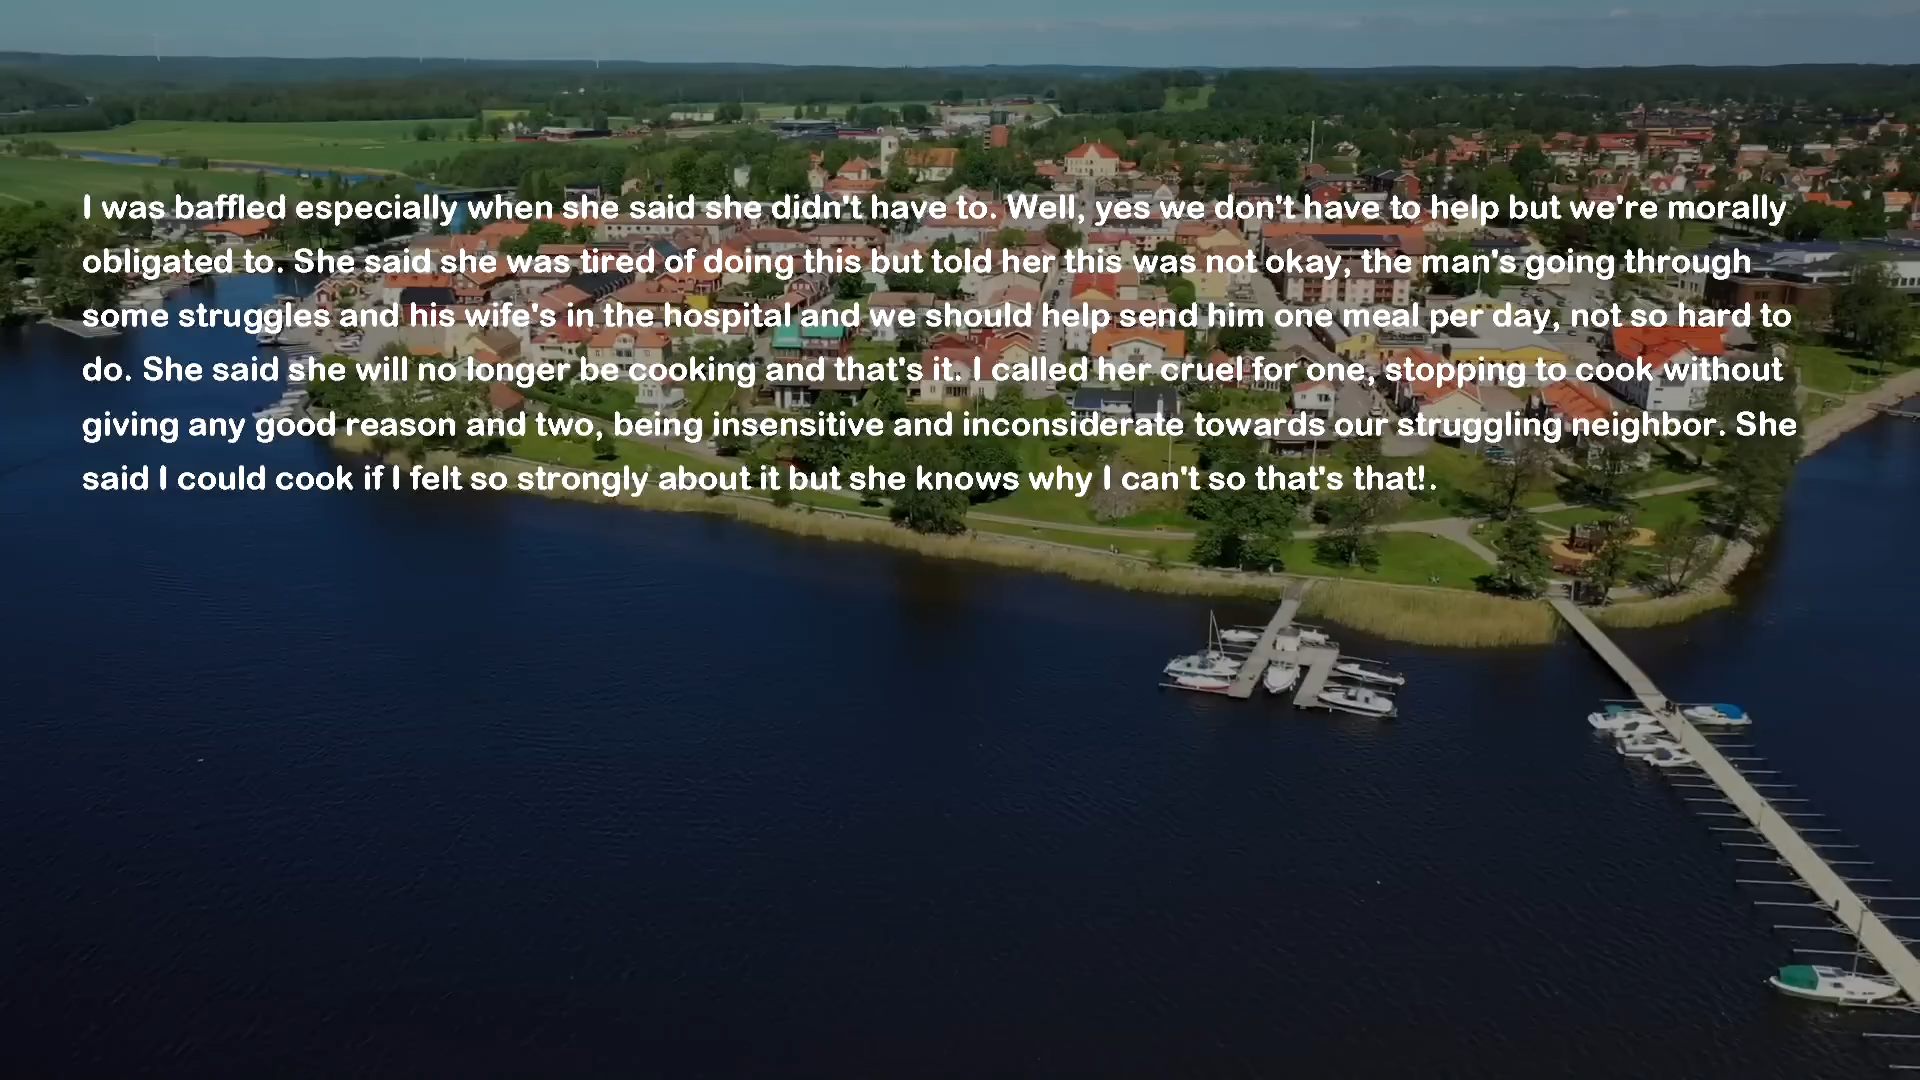 I was baffled especially when she said she didn't have to. Well, yes we don't have to help but we're morally
obligated to. She said she was tired of doing this but told her this was not okay, the man's going through
some struggles and his wife's in the hospital and we should help send him one meal per day, not so hard to
do. She said she will no longer be cooking and that's it. I called her cruel for one, stopping to cook without
giving any good reason and two, being insensitive and inconsiderate towards our struggling neighbor. She
said I could cook if I felt so strongly about it but she knows why I can't so that's that!.